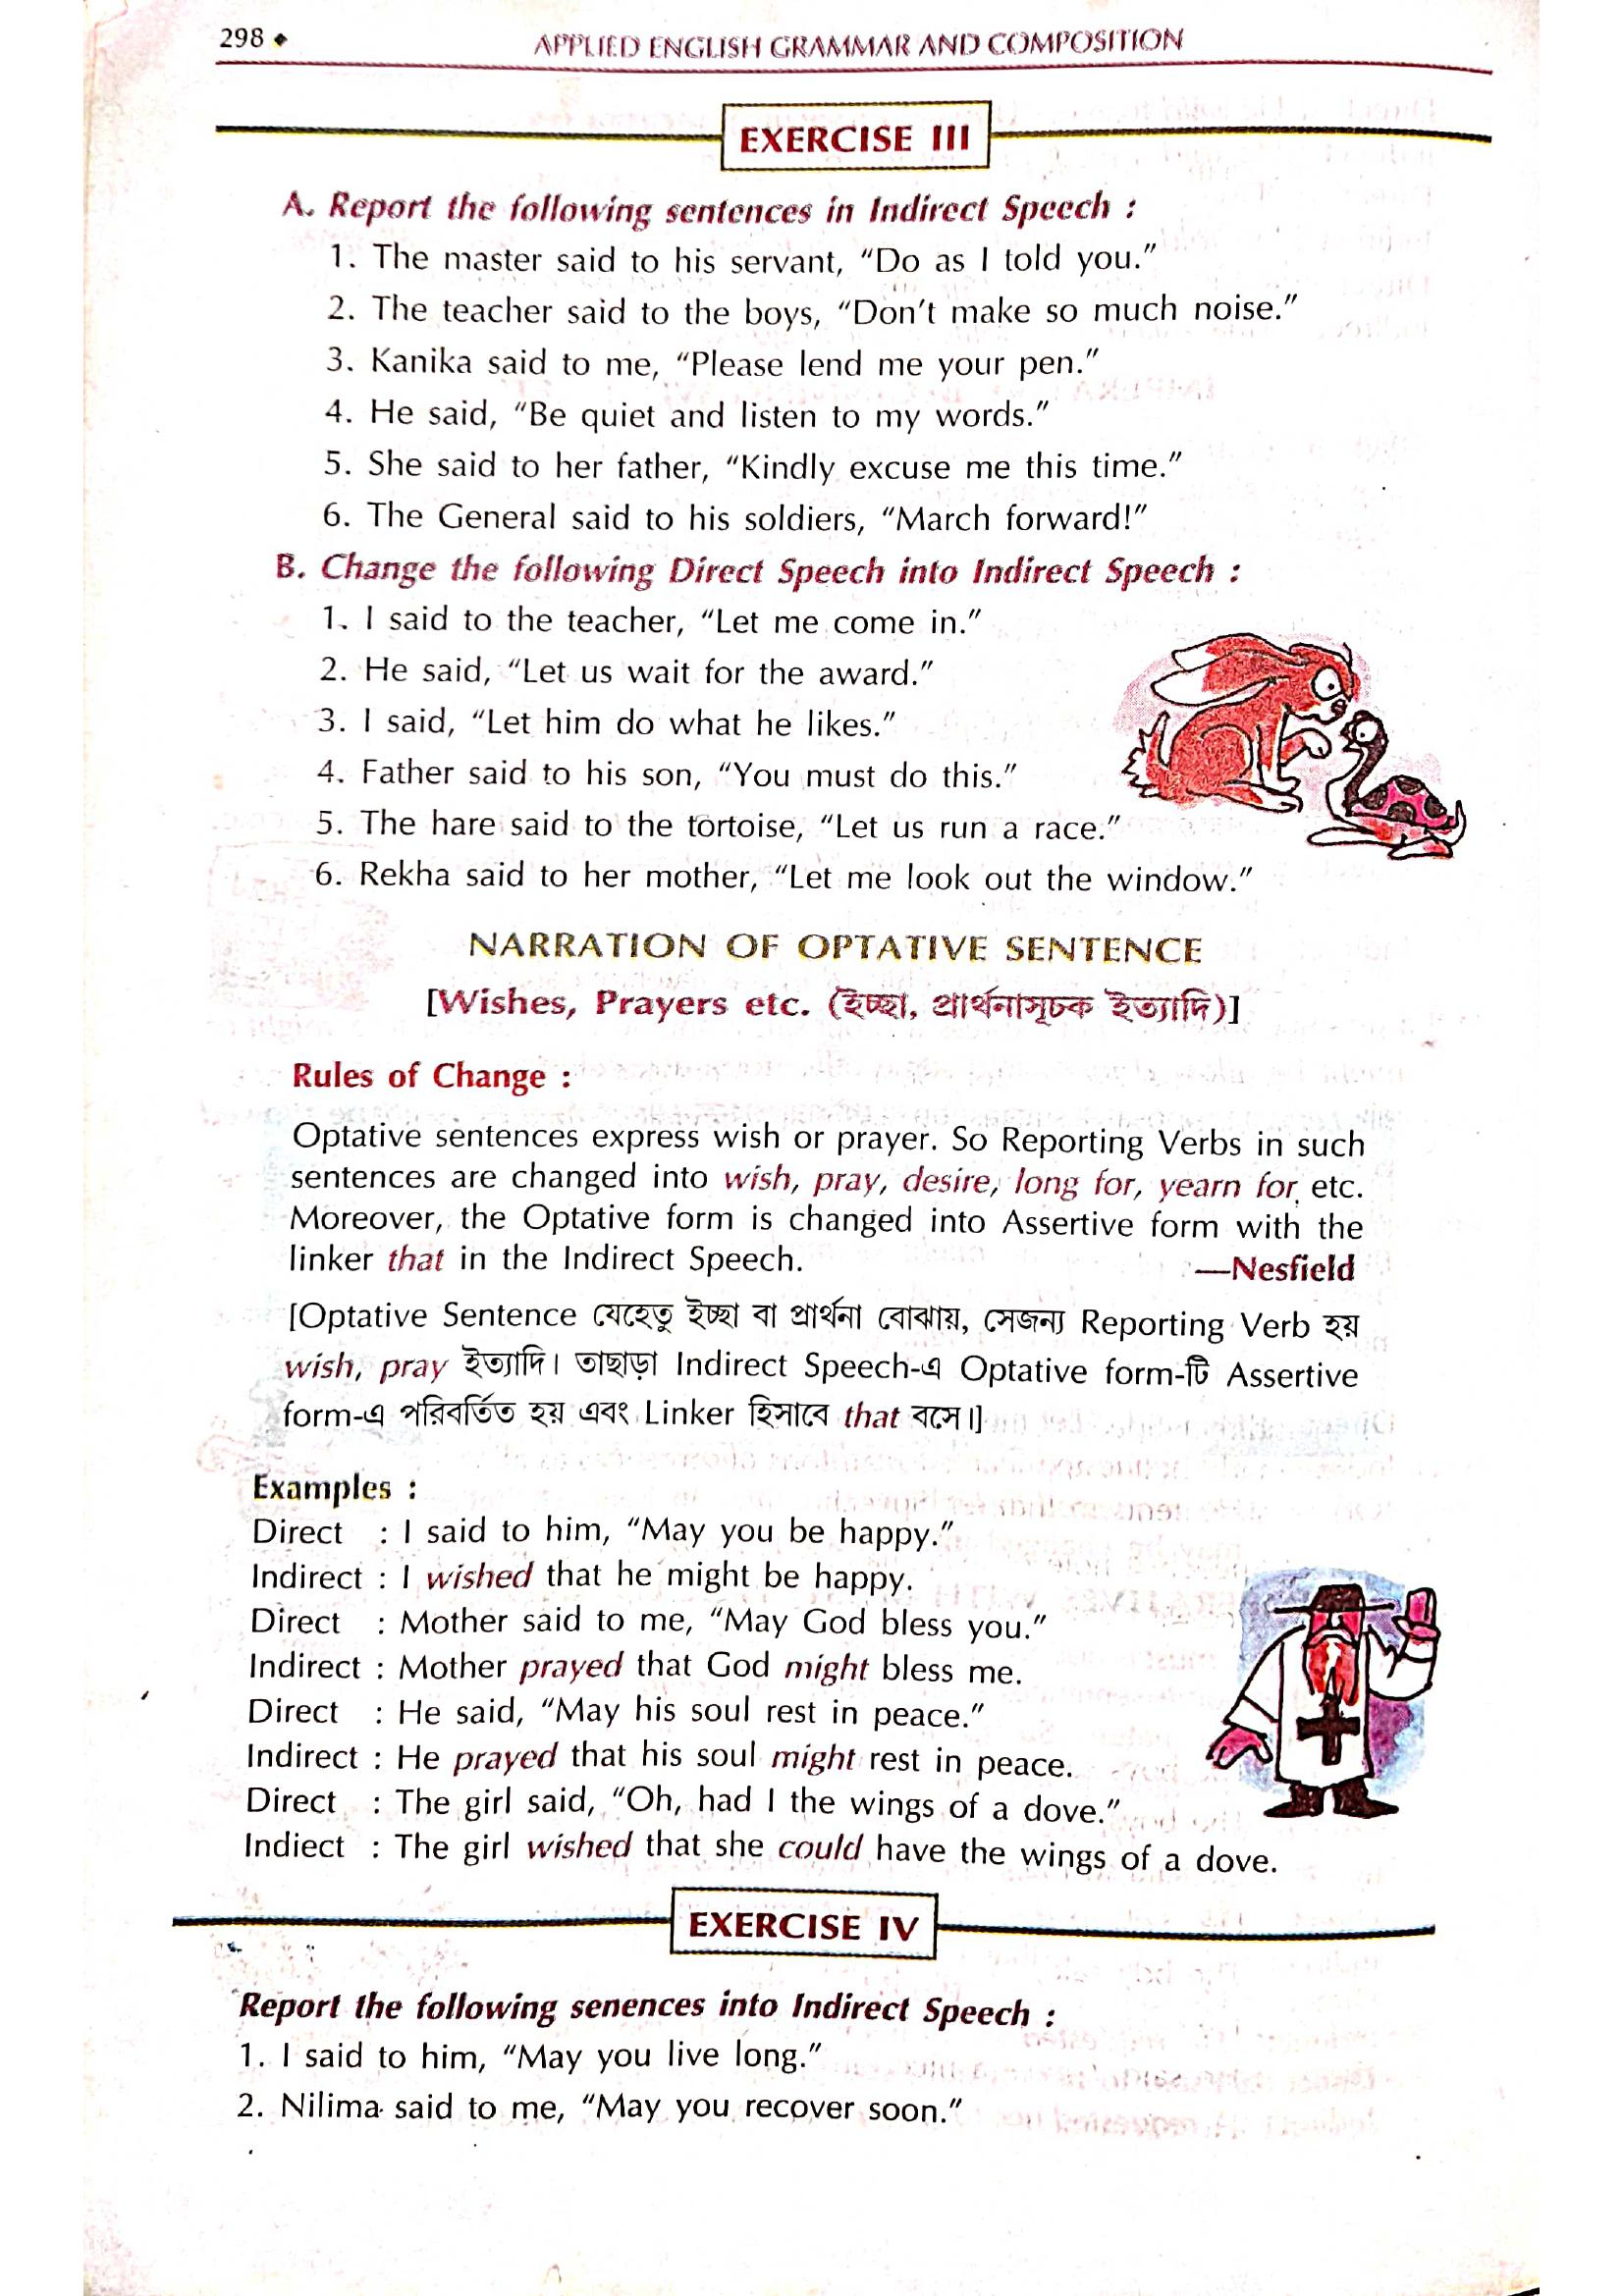 298 ◆ APPLIED ENGLISH GRAMMAR AND COMPOSITION
EXERCISE III
A. Report the following sentences in Indirect Speech :
1. The master said to his servant, “Do as I told you.”
2. The teacher said to the boys, “Don’t make so much noise.”
3. Kanika said to me, “Please lend me your pen.”
4. He said, “Be quiet and listen to my words.”
5. She said to her father, “Kindly excuse me this time.”
6. The General said to his soldiers, “March forward!”
B. Change the following Direct Speech into Indirect Speech :
1. I said to the teacher, “Let me come in.”
2. He said, “Let us wait for the award.”
3. I said, “Let him do what he likes.”
4. Father said to his son, “You must do this.”
5. The hare said to the tortoise, “Let us run a race.”
6. Rekha said to her mother, “Let me look out the window.”
NARRATION OF OPTATIVE SENTENCE
[Wishes, Prayers etc. (ইচ্ছা, প্রার্থনাসূচক ইত্যাদি)]
Rules of Change :
Optative sentences express wish or prayer. So Reporting Verbs in such
sentences are changed into wish, pray, desire, long for, yearn for etc.
Moreover, the Optative form is changed into Assertive form with the
linker that in the Indirect Speech. —Nesfield
[Optative Sentence যেহেতু ইচ্ছা বা প্রার্থনা বোঝায়, সেজন্য Reporting Verb হয়
wish, pray ইত্যাদি। তাছাড়া Indirect Speech-এ Optative form-টি Assertive
form-এ পরিবর্তিত হয় এবং Linker হিসাবে that বসে।]
Examples :
Direct : I said to him, “May you be happy.”
Indirect : I wished that he might be happy.
Direct : Mother said to me, “May God bless you.”
Indirect : Mother prayed that God might bless me.
Direct : He said, “May his soul rest in peace.”
Indirect : He prayed that his soul might rest in peace.
Direct : The girl said, “Oh, had I the wings of a dove.”
Indiect : The girl wished that she could have the wings of a dove.
EXERCISE IV
Report the following senences into Indirect Speech :
1. I said to him, “May you live long.”
2. Nilima said to me, “May you recover soon.”